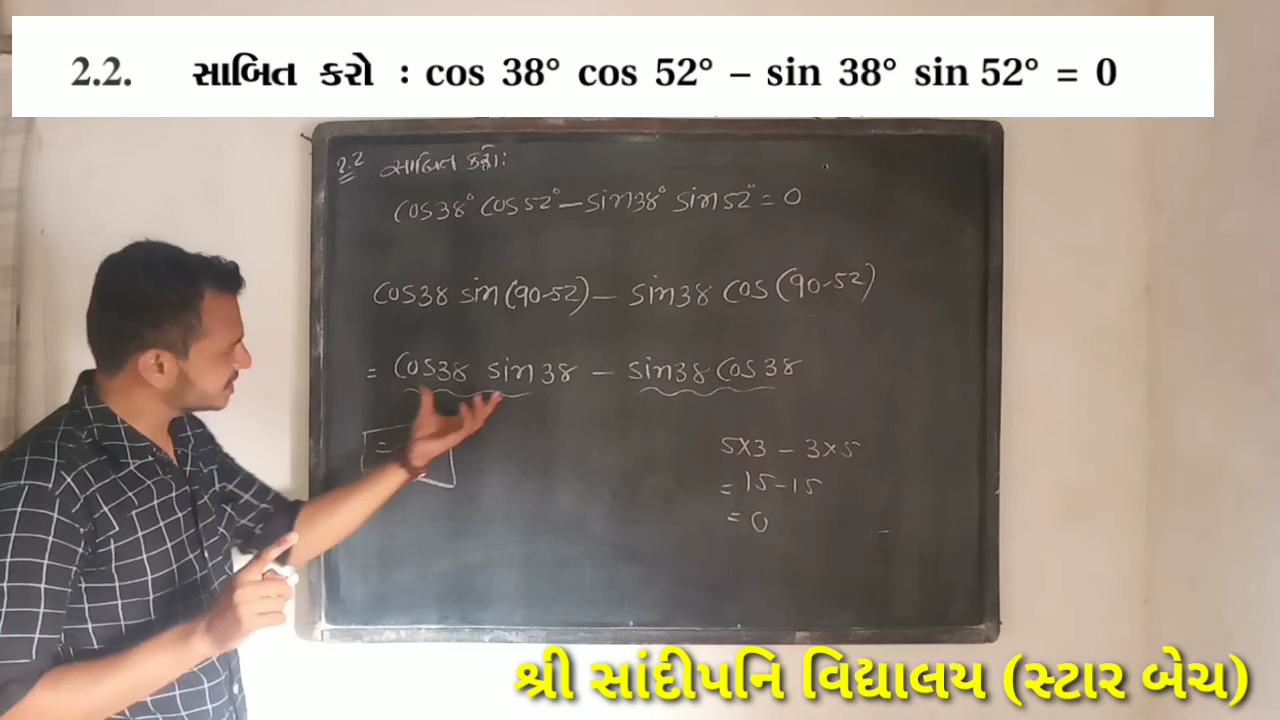 2.2. સાબિત કરો : cos 38° cos 52° – sin 38° sin 52° = 0
2.2 સાબિત કરો:
cos38° cos52° – sin38° sin52° = 0
cos38 sin(90-52) – sin38 cos(90-52)
= cos38 sin38 – sin38 cos38
=
5×3 – 3×5
= 15-15
= 0
શ્રી સાંદીપનિ વિદ્યાલય (સ્ટાર બેચ)